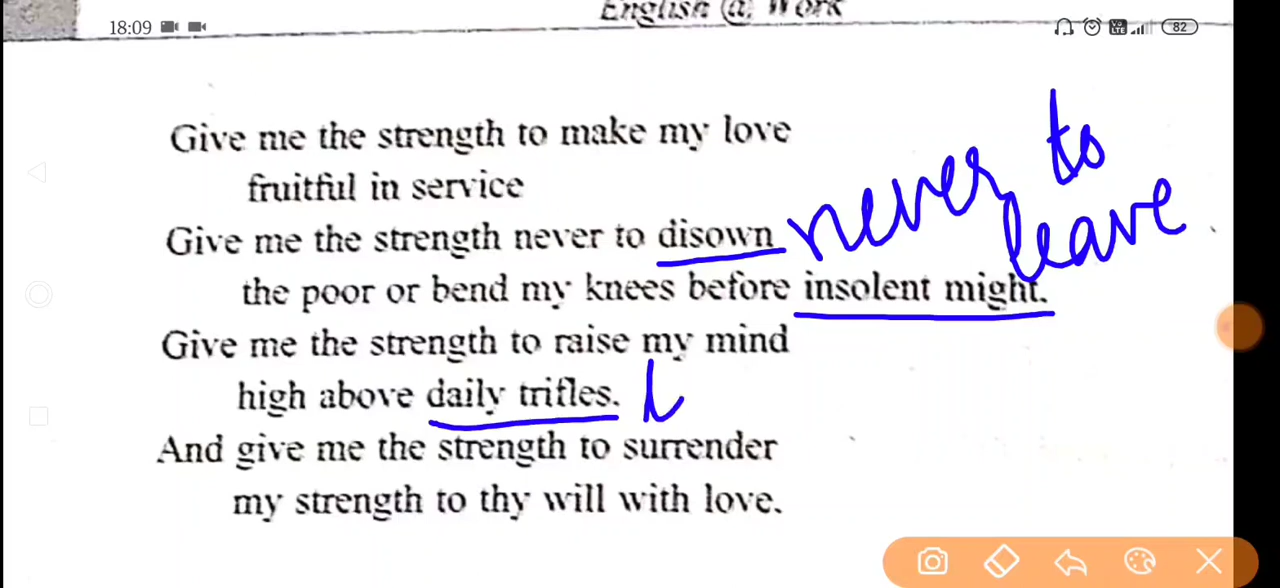 English @ Work
18:09
Vo LTE
82
Give me the strength to make my love
fruitful in service
Give me the strength never to disown
never to
leave
the poor or bend my knees before insolent might.
Give me the strength to raise my mind
high above daily trifles.
And give me the strength to surrender
my strength to thy will with love.